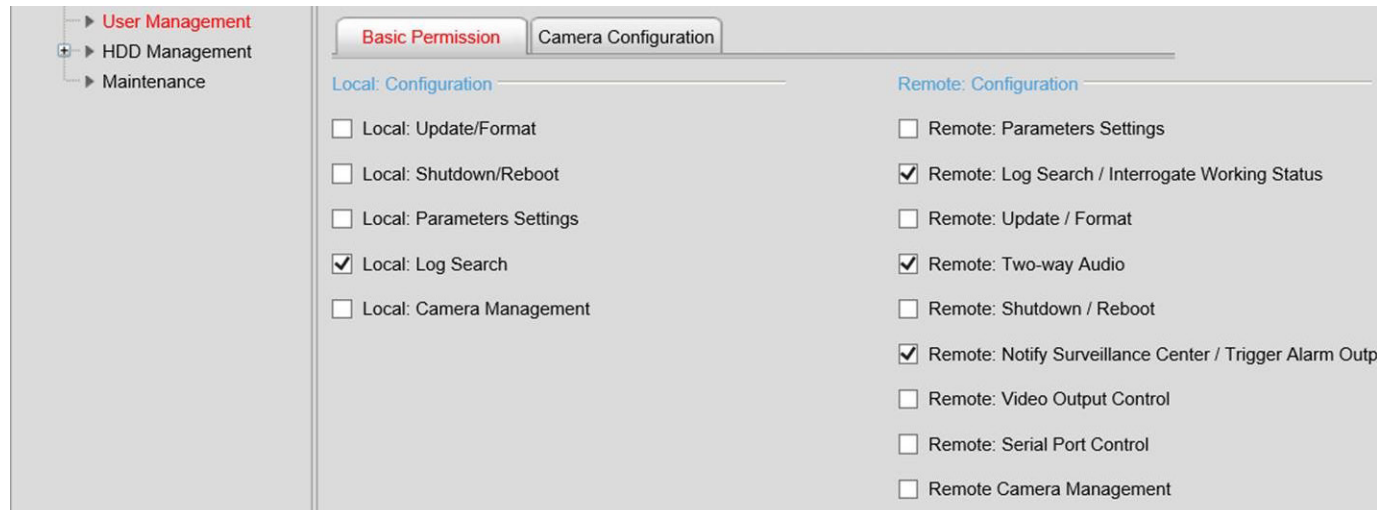 User Management
HDD Management
Maintenance
Basic Permission
Camera Configuration
Local: Configuration
Local: Update/Format
Local: Shutdown/Reboot
Local: Parameters Settings
Local: Log Search
Local: Camera Management
Remote: Configuration
Remote: Parameters Settings
Remote: Log Search / Interrogate Working Status
Remote: Update / Format
Remote: Two-way Audio
Remote: Shutdown / Reboot
Remote: Notify Surveillance Center / Trigger Alarm Outp
Remote: Video Output Control
Remote: Serial Port Control
Remote Camera Management